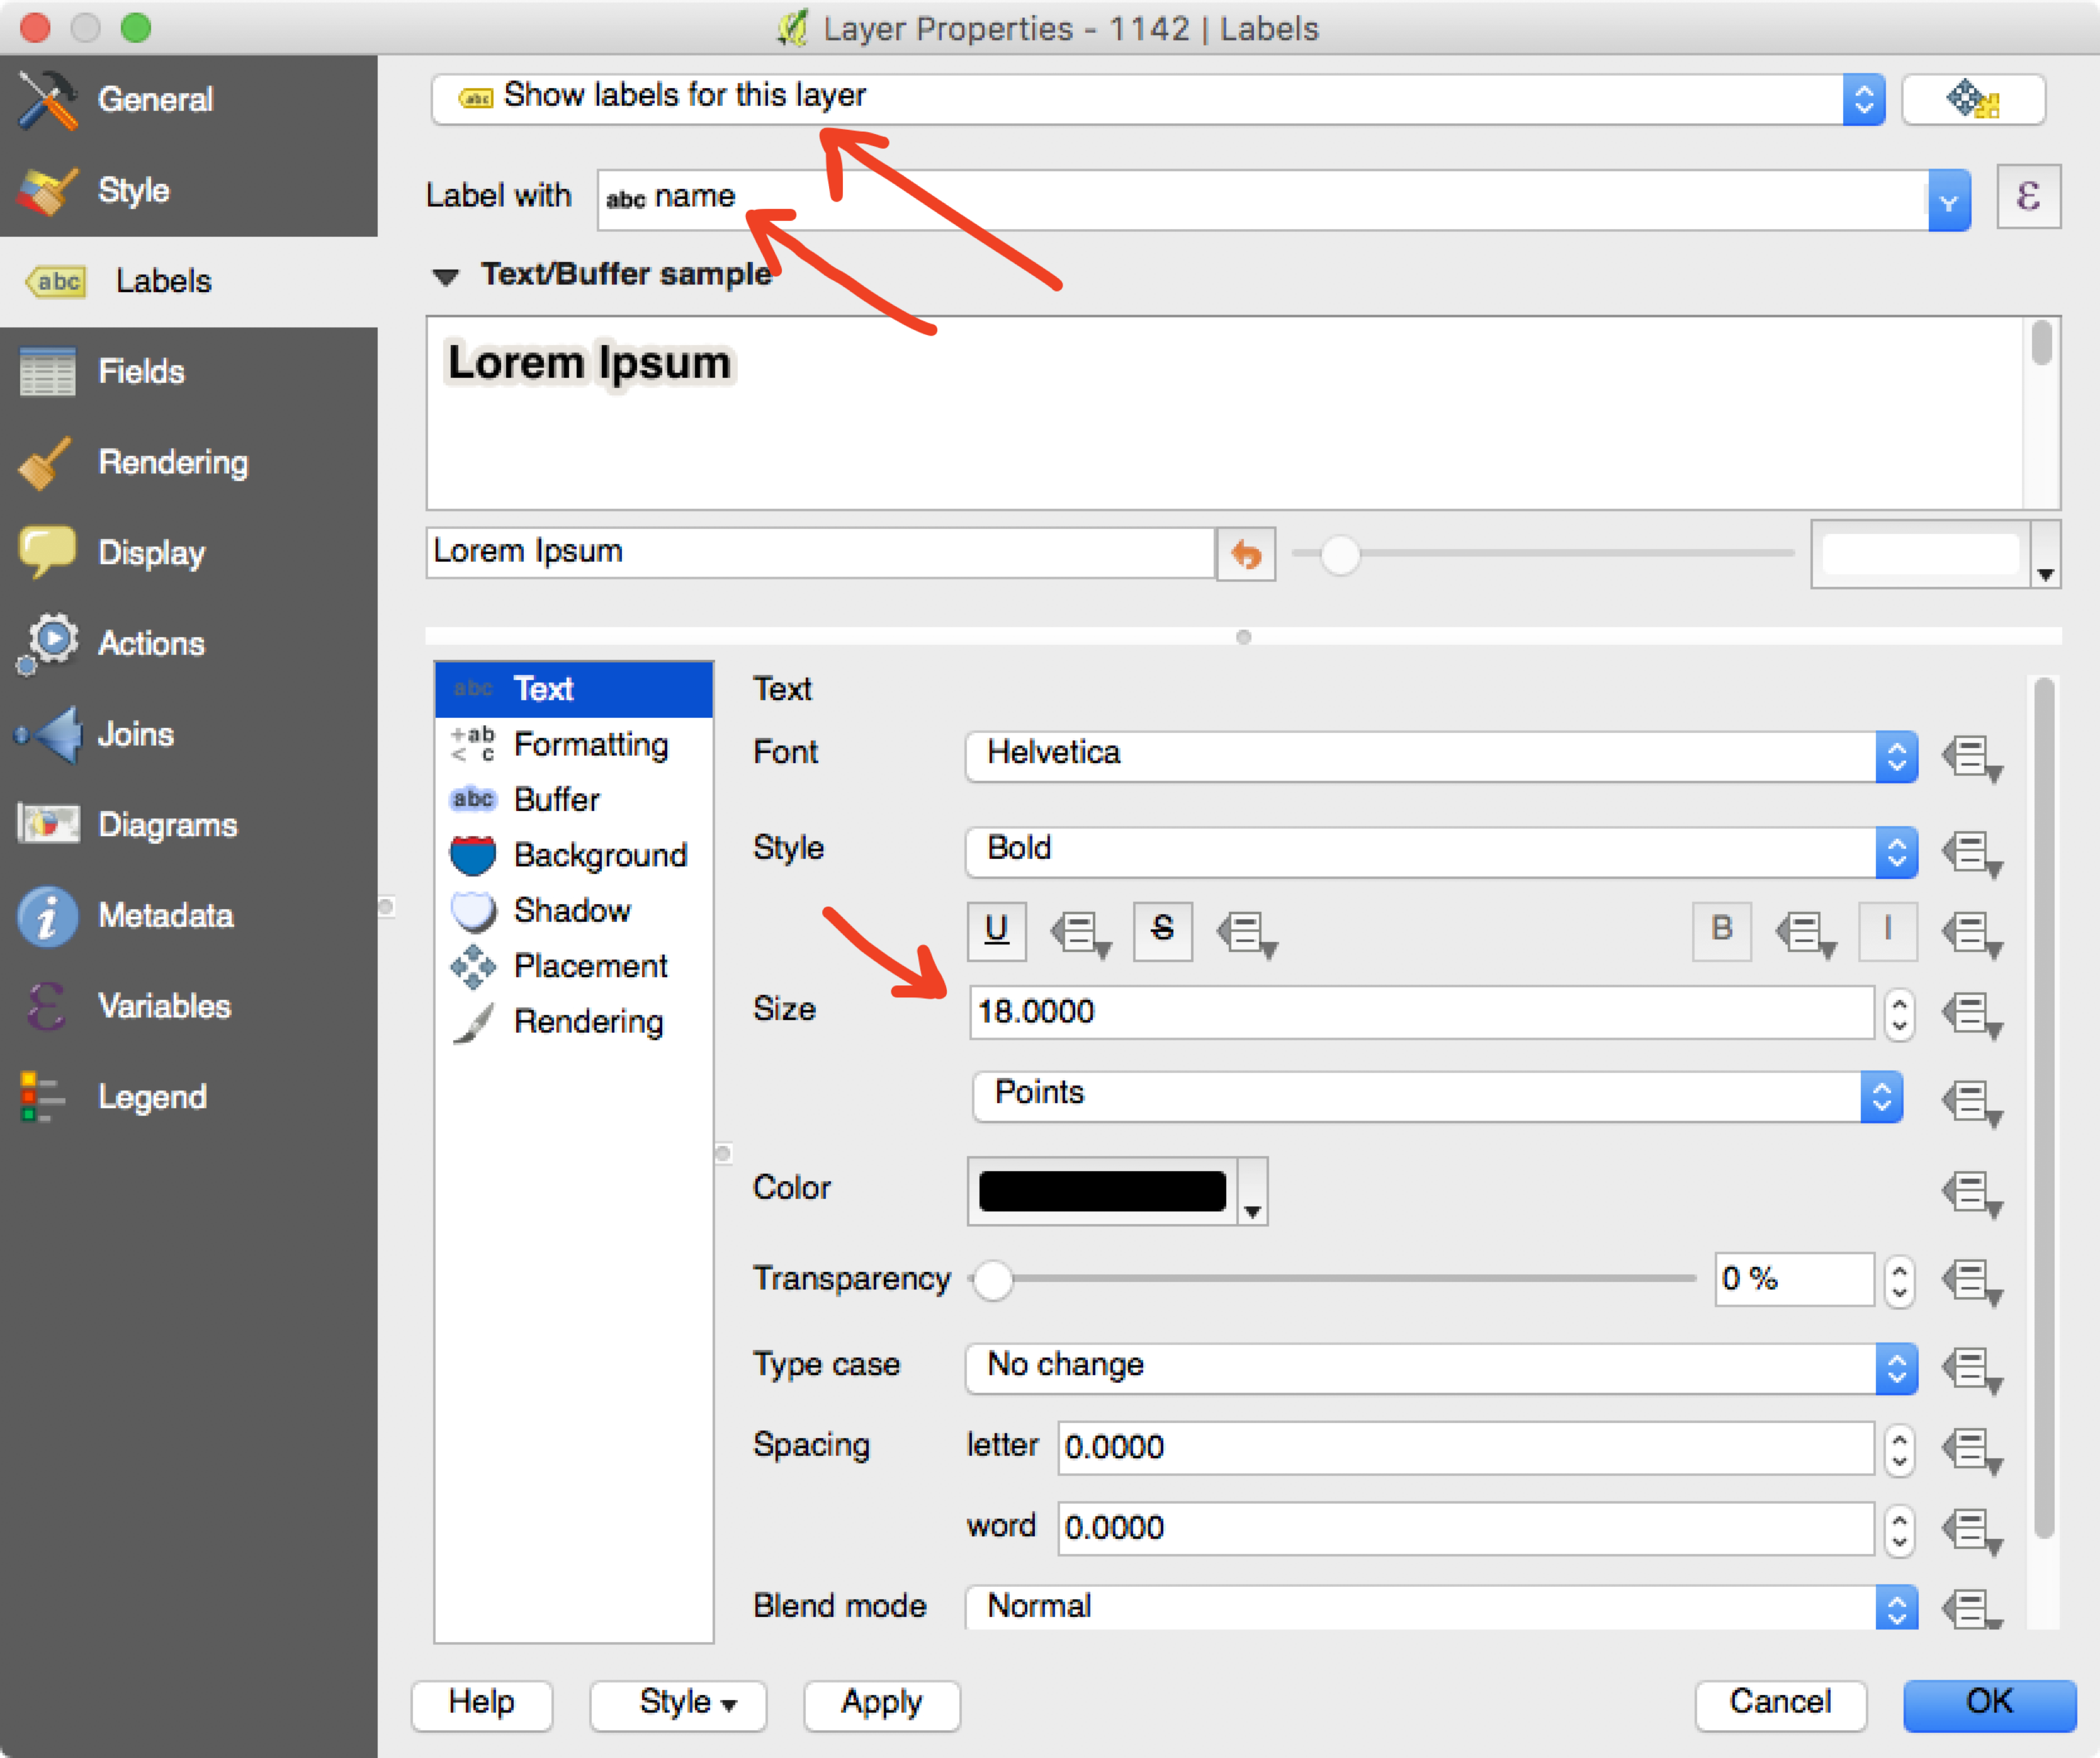 Layer Properties - 1142 | Labels
General
Style
Labels
Fields
Rendering
Display
Actions
Joins
Diagrams
Metadata
Variables
Legend
abc Show labels for this layer
Label with abc name ε
abc
Text/Buffer sample
Lorem Ipsum
Lorem Ipsum
abc Text
+ab < c Formatting
abc Buffer
Background
Shadow
Placement
Rendering
Text
Font Helvetica
Style Bold
U S B I
Size 18.0000
Points
Color
Transparency 0 %
Type case No change
Spacing letter 0.0000
word 0.0000
Blend mode Normal
Help Style Apply Cancel OK